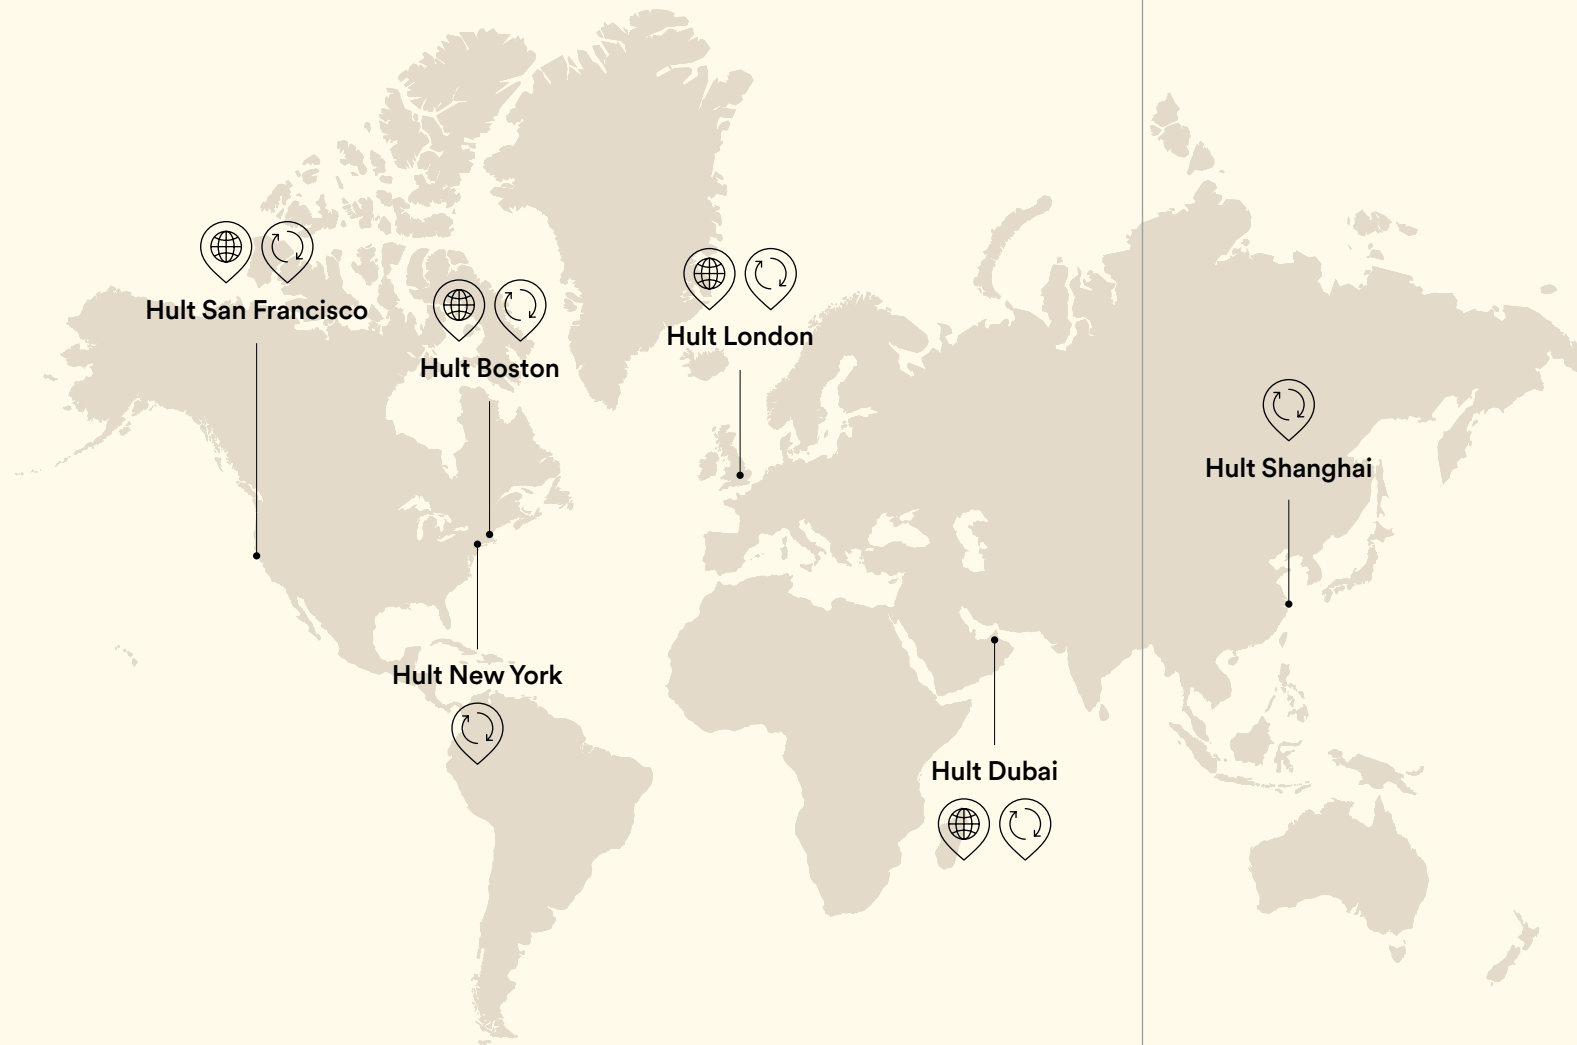 Hult San Francisco
Hult London
Hult Boston
Hult Shanghai
Hult New York
Hult Dubai